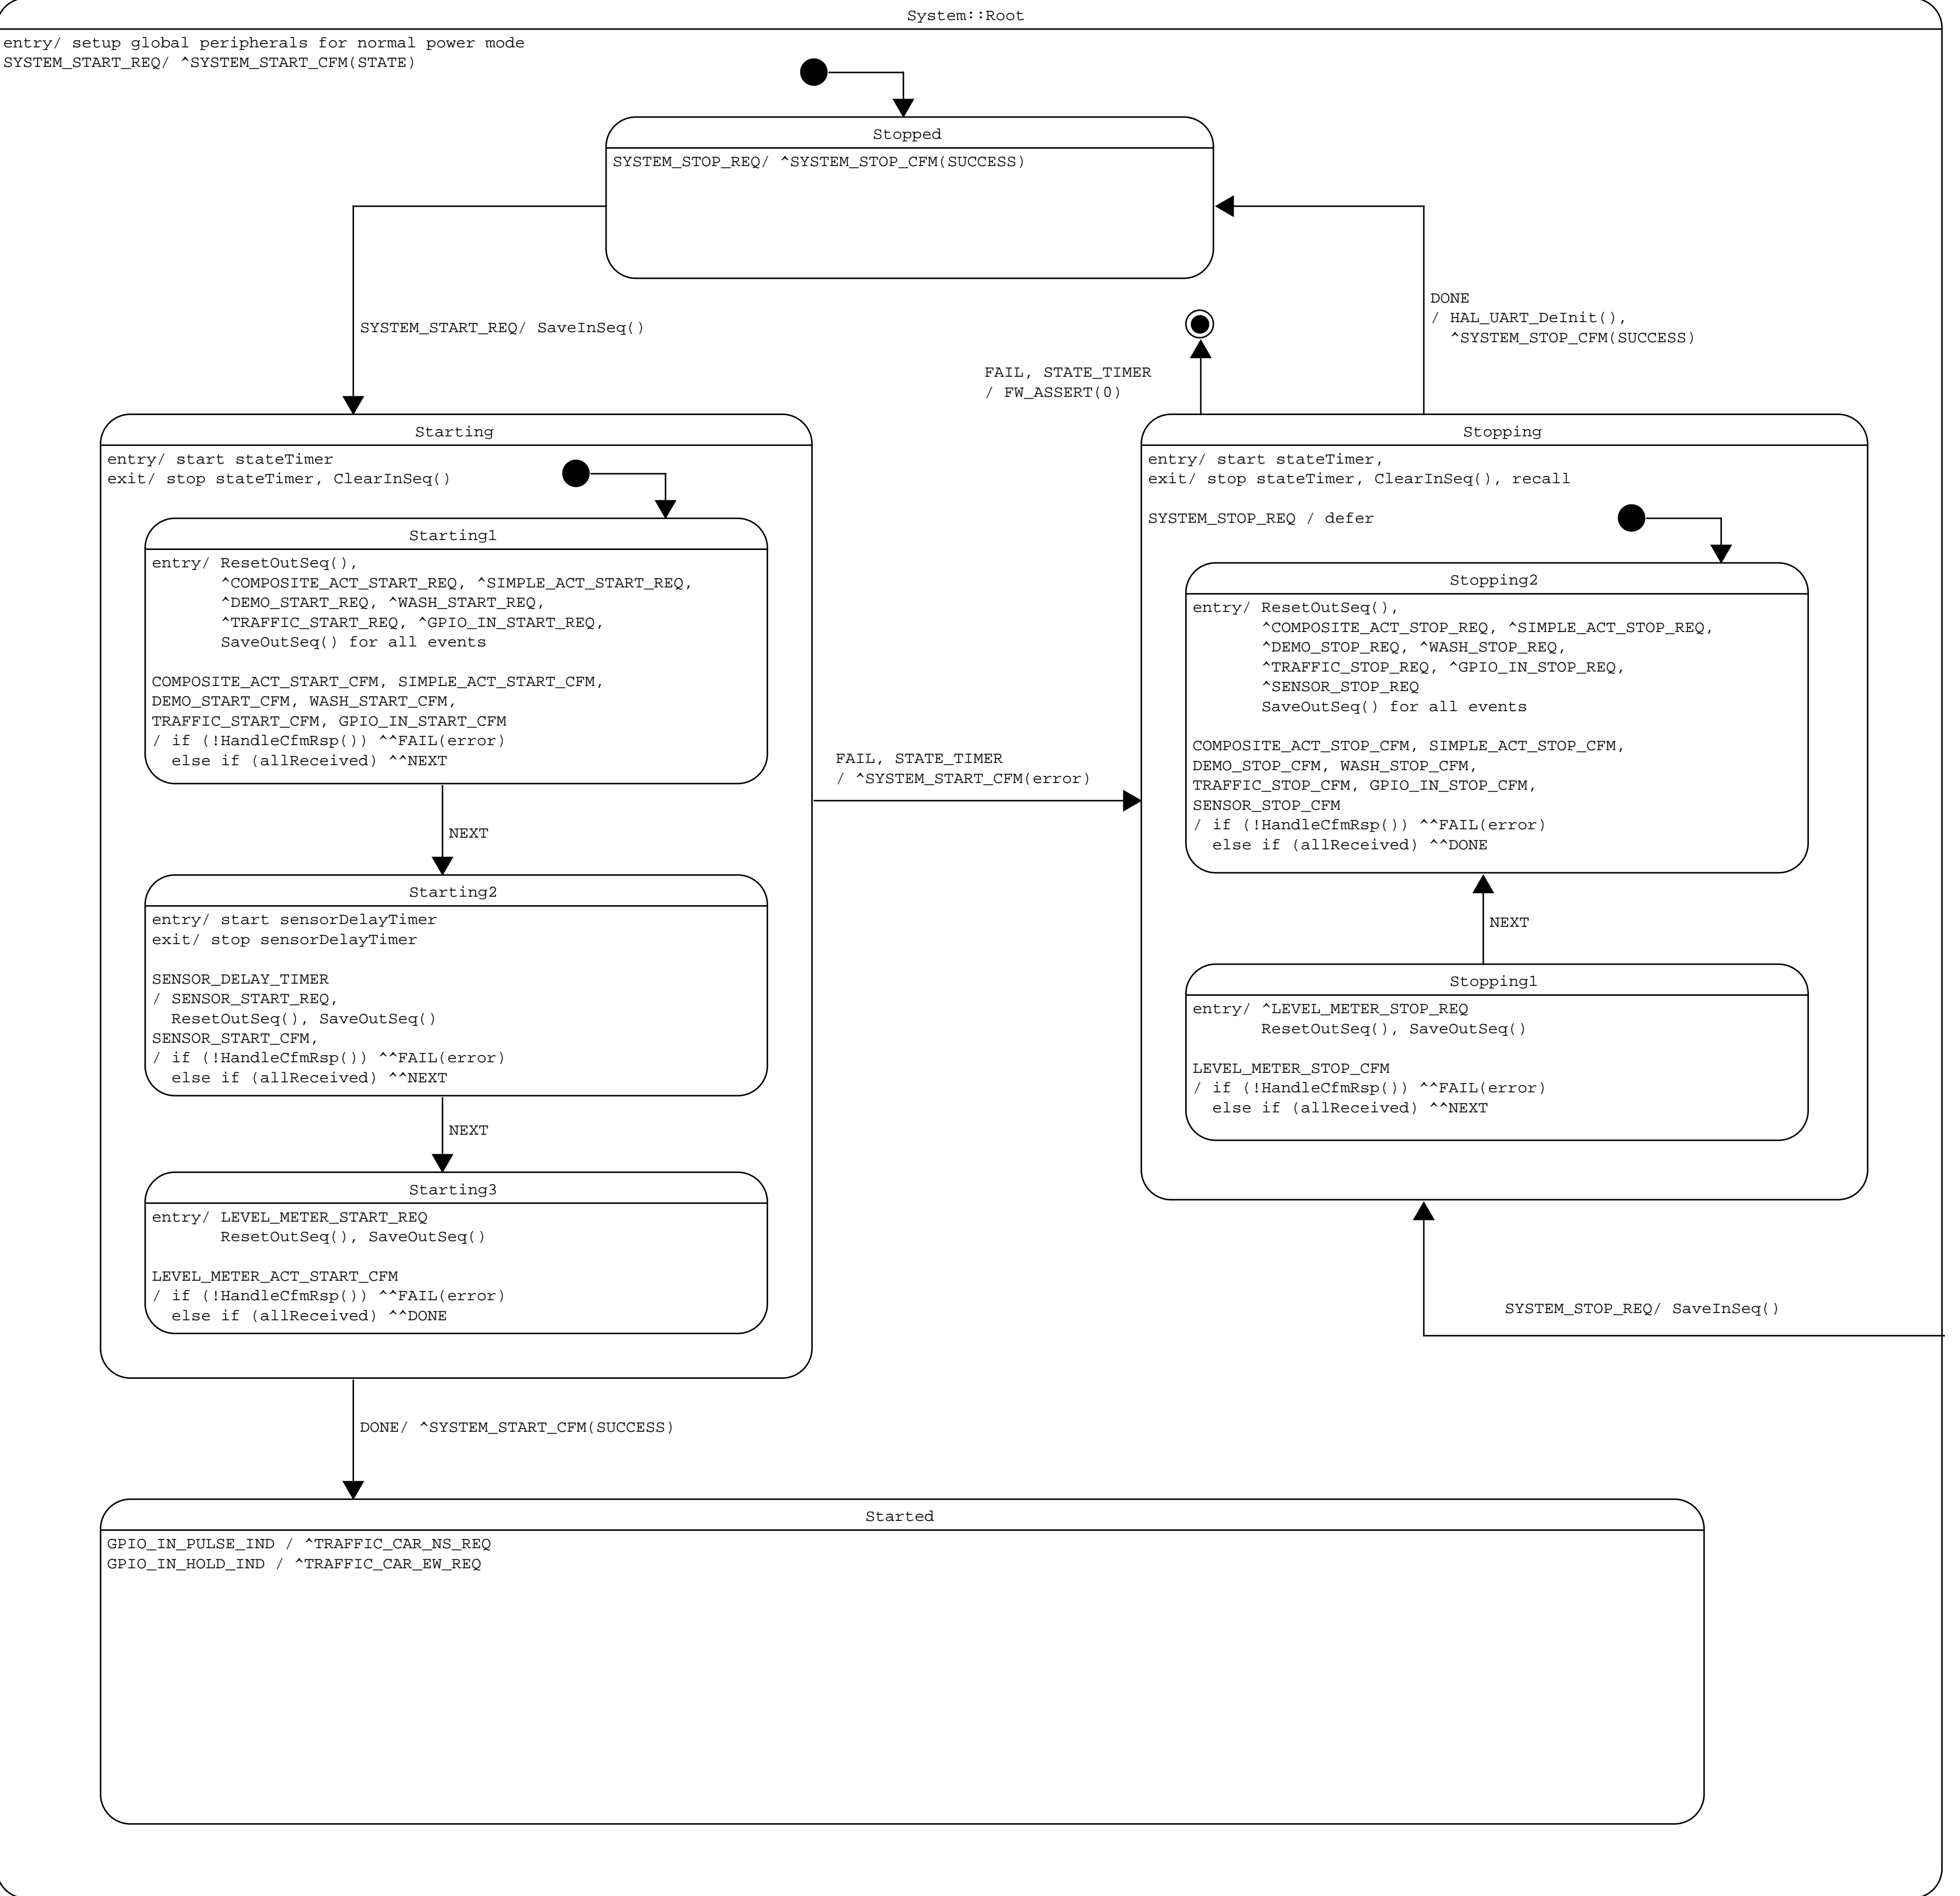 System::Root
entry/ setup global peripherals for normal power mode
SYSTEM_START_REQ/ ^SYSTEM_START_CFM(STATE)
Stopped
SYSTEM_STOP_REQ/ ^SYSTEM_STOP_CFM(SUCCESS)
SYSTEM_START_REQ/ SaveInSeq()
DONE
/ HAL_UART_DeInit(),
^SYSTEM_STOP_CFM(SUCCESS)
FAIL, STATE_TIMER
/ FW_ASSERT(0)
Starting
entry/ start stateTimer
exit/ stop stateTimer, ClearInSeq()
Starting1
entry/ ResetOutSeq(),
^COMPOSITE_ACT_START_REQ, ^SIMPLE_ACT_START_REQ,
^DEMO_START_REQ, ^WASH_START_REQ,
^TRAFFIC_START_REQ, ^GPIO_IN_START_REQ,
SaveOutSeq() for all events
COMPOSITE_ACT_START_CFM, SIMPLE_ACT_START_CFM,
DEMO_START_CFM, WASH_START_CFM,
TRAFFIC_START_CFM, GPIO_IN_START_CFM
/ if (!HandleCfmRsp()) ^^FAIL(error)
else if (allReceived) ^^NEXT
NEXT
Starting2
entry/ start sensorDelayTimer
exit/ stop sensorDelayTimer
SENSOR_DELAY_TIMER
/ SENSOR_START_REQ,
ResetOutSeq(), SaveOutSeq()
SENSOR_START_CFM,
/ if (!HandleCfmRsp()) ^^FAIL(error)
else if (allReceived) ^^NEXT
NEXT
Starting3
entry/ LEVEL_METER_START_REQ
ResetOutSeq(), SaveOutSeq()
LEVEL_METER_ACT_START_CFM
/ if (!HandleCfmRsp()) ^^FAIL(error)
else if (allReceived) ^^DONE
FAIL, STATE_TIMER
/ ^SYSTEM_START_CFM(error)
Stopping
entry/ start stateTimer,
exit/ stop stateTimer, ClearInSeq(), recall
SYSTEM_STOP_REQ / defer
Stopping2
entry/ ResetOutSeq(),
^COMPOSITE_ACT_STOP_REQ, ^SIMPLE_ACT_STOP_REQ,
^DEMO_STOP_REQ, ^WASH_STOP_REQ,
^TRAFFIC_STOP_REQ, ^GPIO_IN_STOP_REQ,
^SENSOR_STOP_REQ
SaveOutSeq() for all events
COMPOSITE_ACT_STOP_CFM, SIMPLE_ACT_STOP_CFM,
DEMO_STOP_CFM, WASH_STOP_CFM,
TRAFFIC_STOP_CFM, GPIO_IN_STOP_CFM,
SENSOR_STOP_CFM
/ if (!HandleCfmRsp()) ^^FAIL(error)
else if (allReceived) ^^DONE
NEXT
Stopping1
entry/ ^LEVEL_METER_STOP_REQ
ResetOutSeq(), SaveOutSeq()
LEVEL_METER_STOP_CFM
/ if (!HandleCfmRsp()) ^^FAIL(error)
else if (allReceived) ^^NEXT
SYSTEM_STOP_REQ/ SaveInSeq()
DONE/ ^SYSTEM_START_CFM(SUCCESS)
Started
GPIO_IN_PULSE_IND / ^TRAFFIC_CAR_NS_REQ
GPIO_IN_HOLD_IND / ^TRAFFIC_CAR_EW_REQ